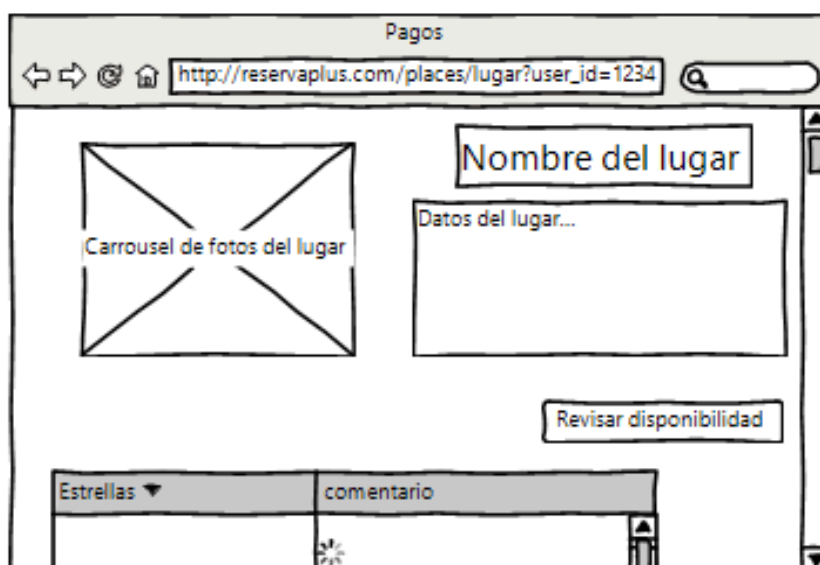 Pagos
http://reservaplus.com/places/lugar?user_id=1234
Nombre del lugar
Carrousel de fotos del lugar
Datos del lugar...
Revisar disponibilidad
Estrellas
comentario